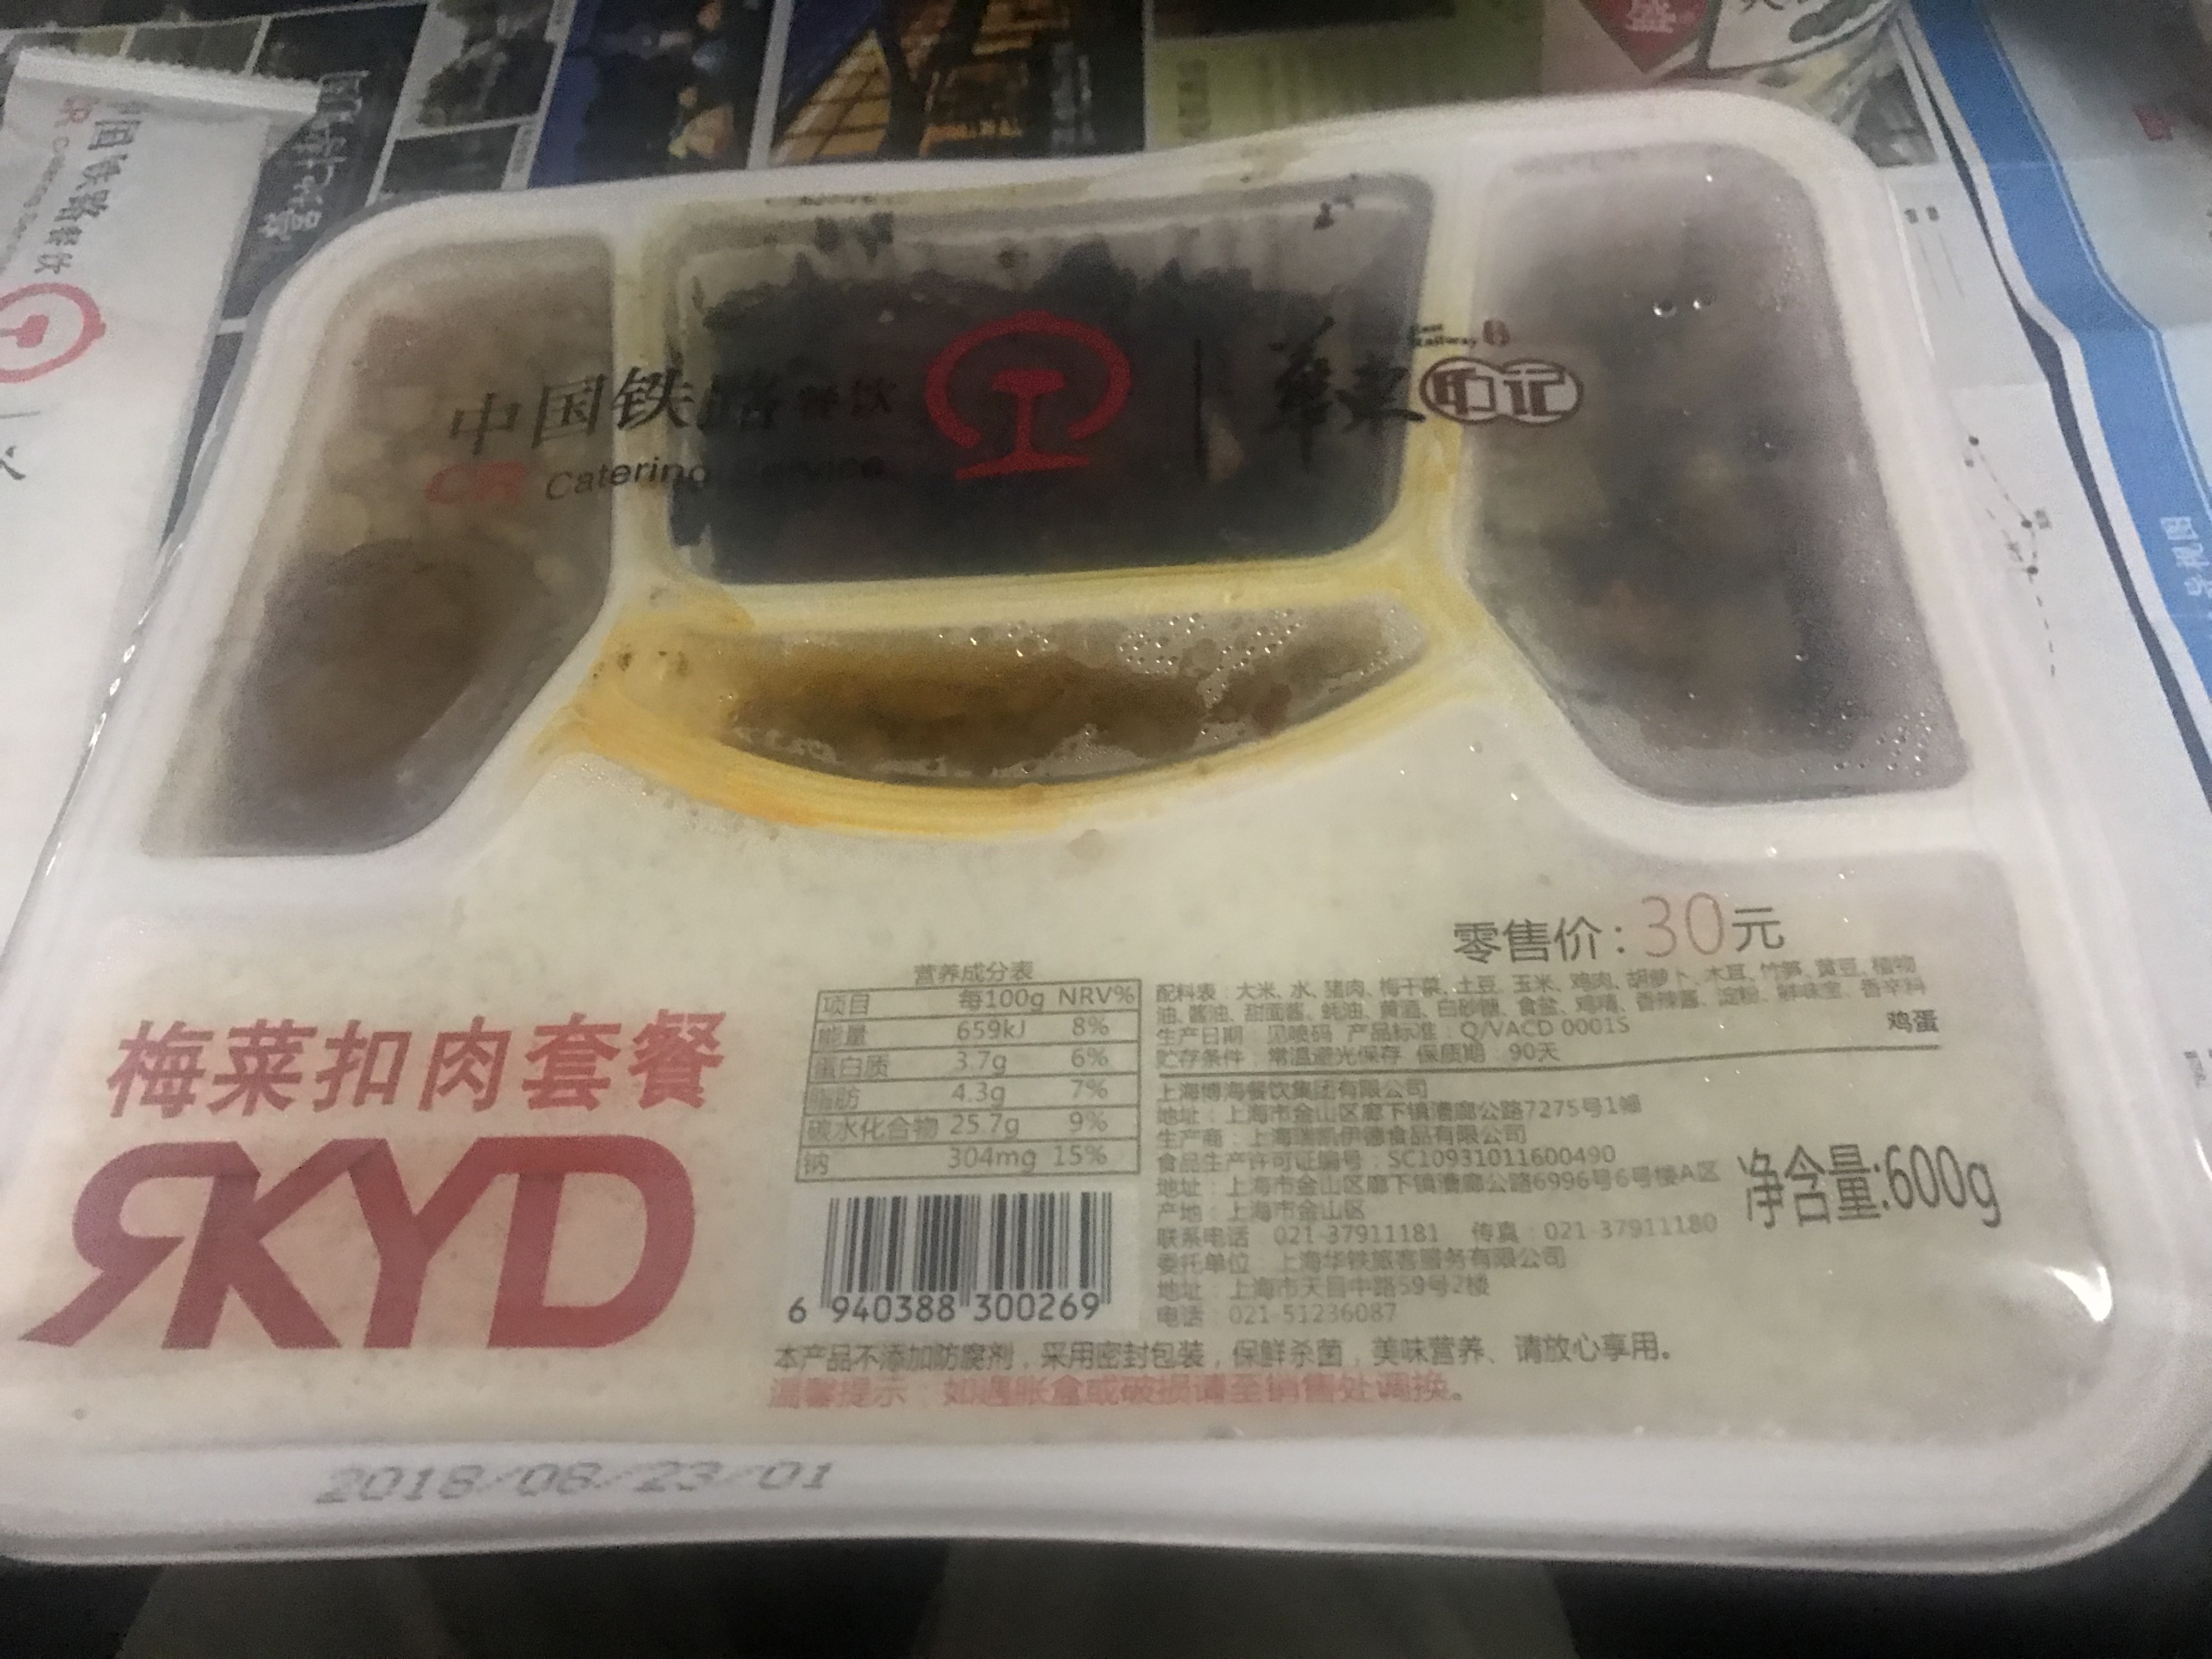 中国铁路餐饮
CR Catering Service
华铁印记
零售价:30元
营养成分表
项目 每100g NRV%
能量 659kJ 8%
蛋白质 3.7g 6%
脂肪 4.3g 7%
碳水化合物 25.7g 9%
钠 304mg 15%
配料表:大米、水、猪肉、梅干菜、土豆、玉米、鸡肉、胡萝卜、木耳、竹笋、黄豆、植物
油、酱油、甜面酱、蚝油、黄酒、白砂糖、食盐、鸡精、香辣酱、淀粉、鲜味宝、香辛料
鸡蛋
生产日期:见喷码 产品标准:Q/VACD 0001S
贮存条件:常温避光保存 保质期:90天
上海博海餐饮集团有限公司
地址:上海市金山区廊下镇漕廊公路7275号1幢
生产商:上海瑞凯伊德食品有限公司
食品生产许可证编号:SC10931011600490
地址:上海市金山区廊下镇漕廊公路6996号6号楼A区
产地:上海市金山区
联系电话:021-37911181 传真:021-37911180
委托单位:上海华铁旅客服务有限公司
地址:上海市天目中路59号2楼
电话:021-51236087
净含量:600g
梅菜扣肉套餐
RKYD
6 940388 300269
本产品不添加防腐剂,采用密封包装,保鲜杀菌,美味营养、请放心享用。
温馨提示:如遇胀盒或破损请至销售处调换。
2018/08/23/01
中国铁路餐饮
导视图